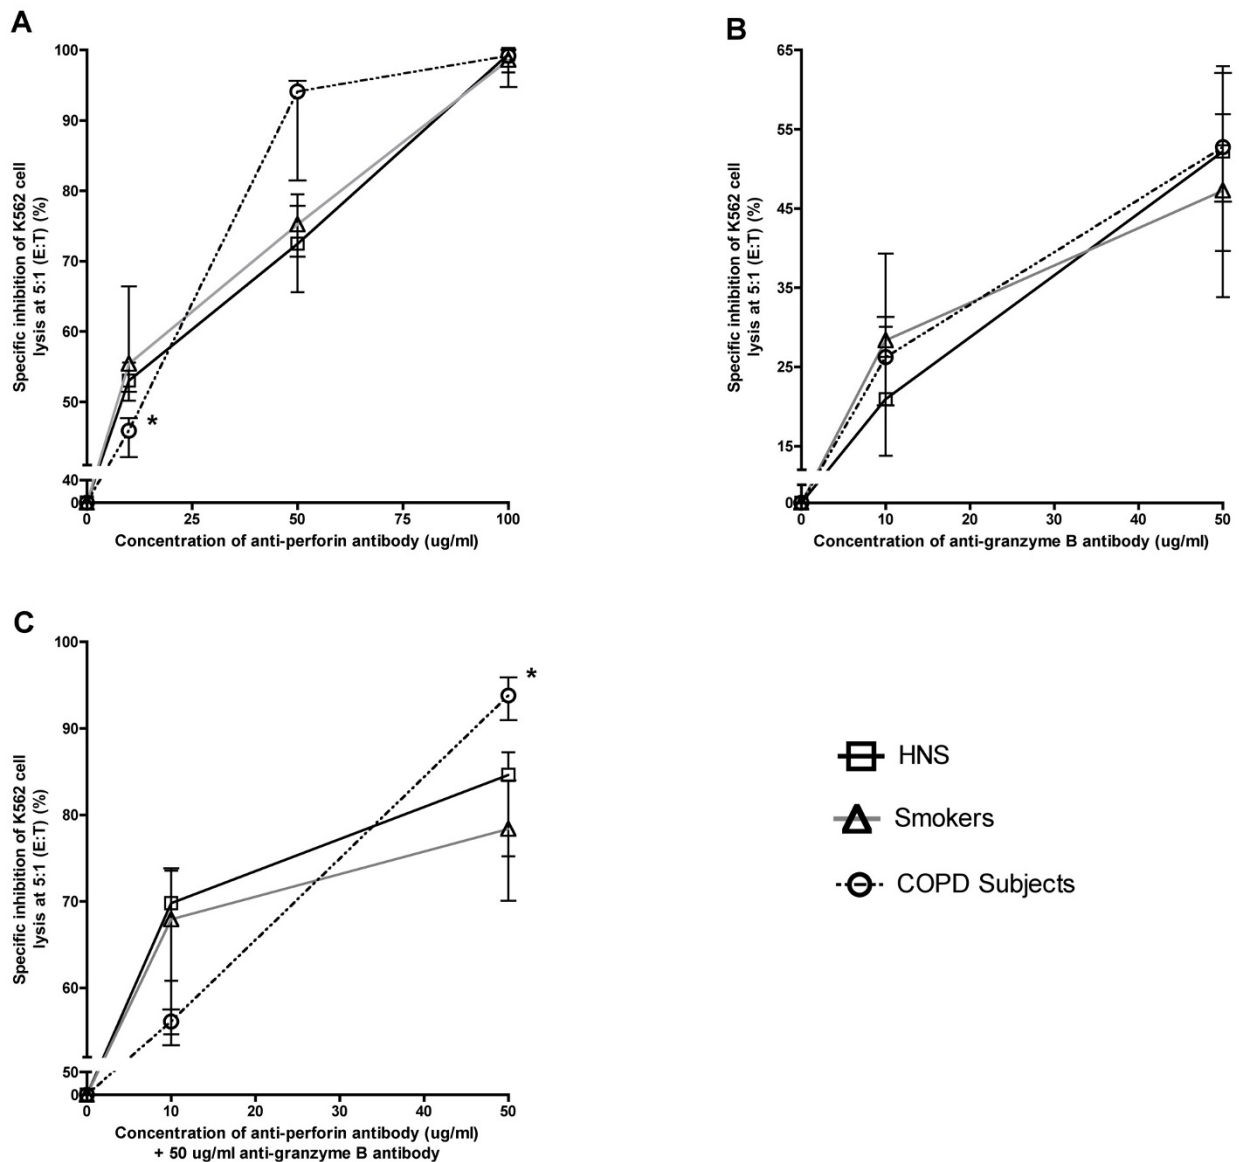 A
100
90
80
70
60
50
40
0
Specific inhibition of K562 cell
lysis at 5:1 (E:T) (%)
*
0 25 50 75 100
Concentration of anti-perforin antibody (ug/ml)
B
65
55
45
35
25
15
0
Specific inhibition of K562 cell
lysis at 5:1 (E:T) (%)
0 10 20 30 40 50
Concentration of anti-granzyme B antibody (ug/ml)
C
100
90
80
70
60
50
0
Specific inhibition of K562 cell
lysis at 5:1 (E:T) (%)
*
0 10 20 30 40 50
Concentration of anti-perforin antibody (ug/ml)
+ 50 ug/ml anti-granzyme B antibody
HNS
Smokers
COPD Subjects